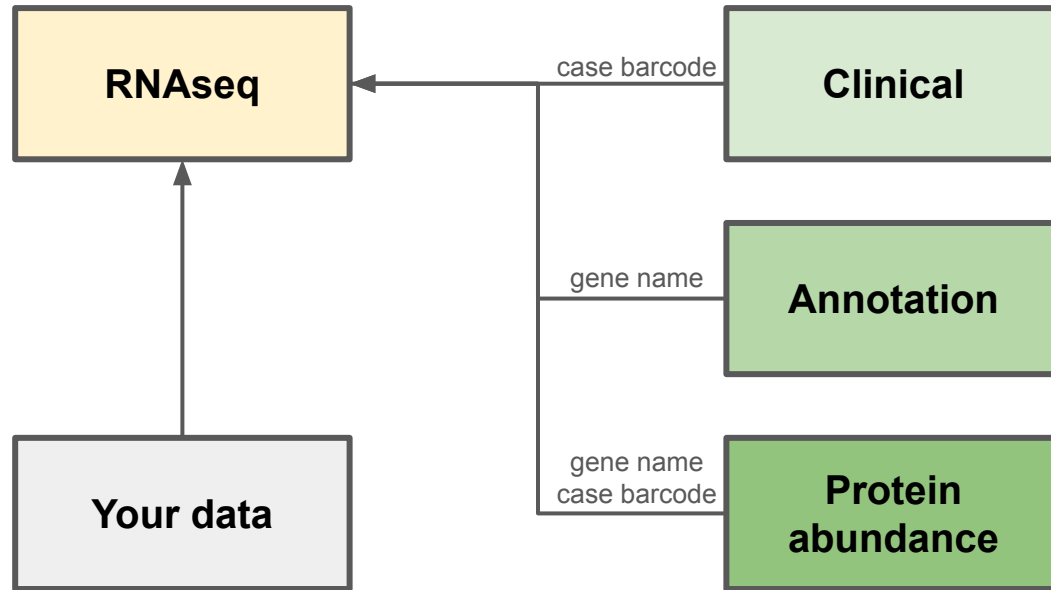 RNAseq
case barcode
Clinical
gene name
Annotation
Your data
gene name
case barcode
Protein
abundance